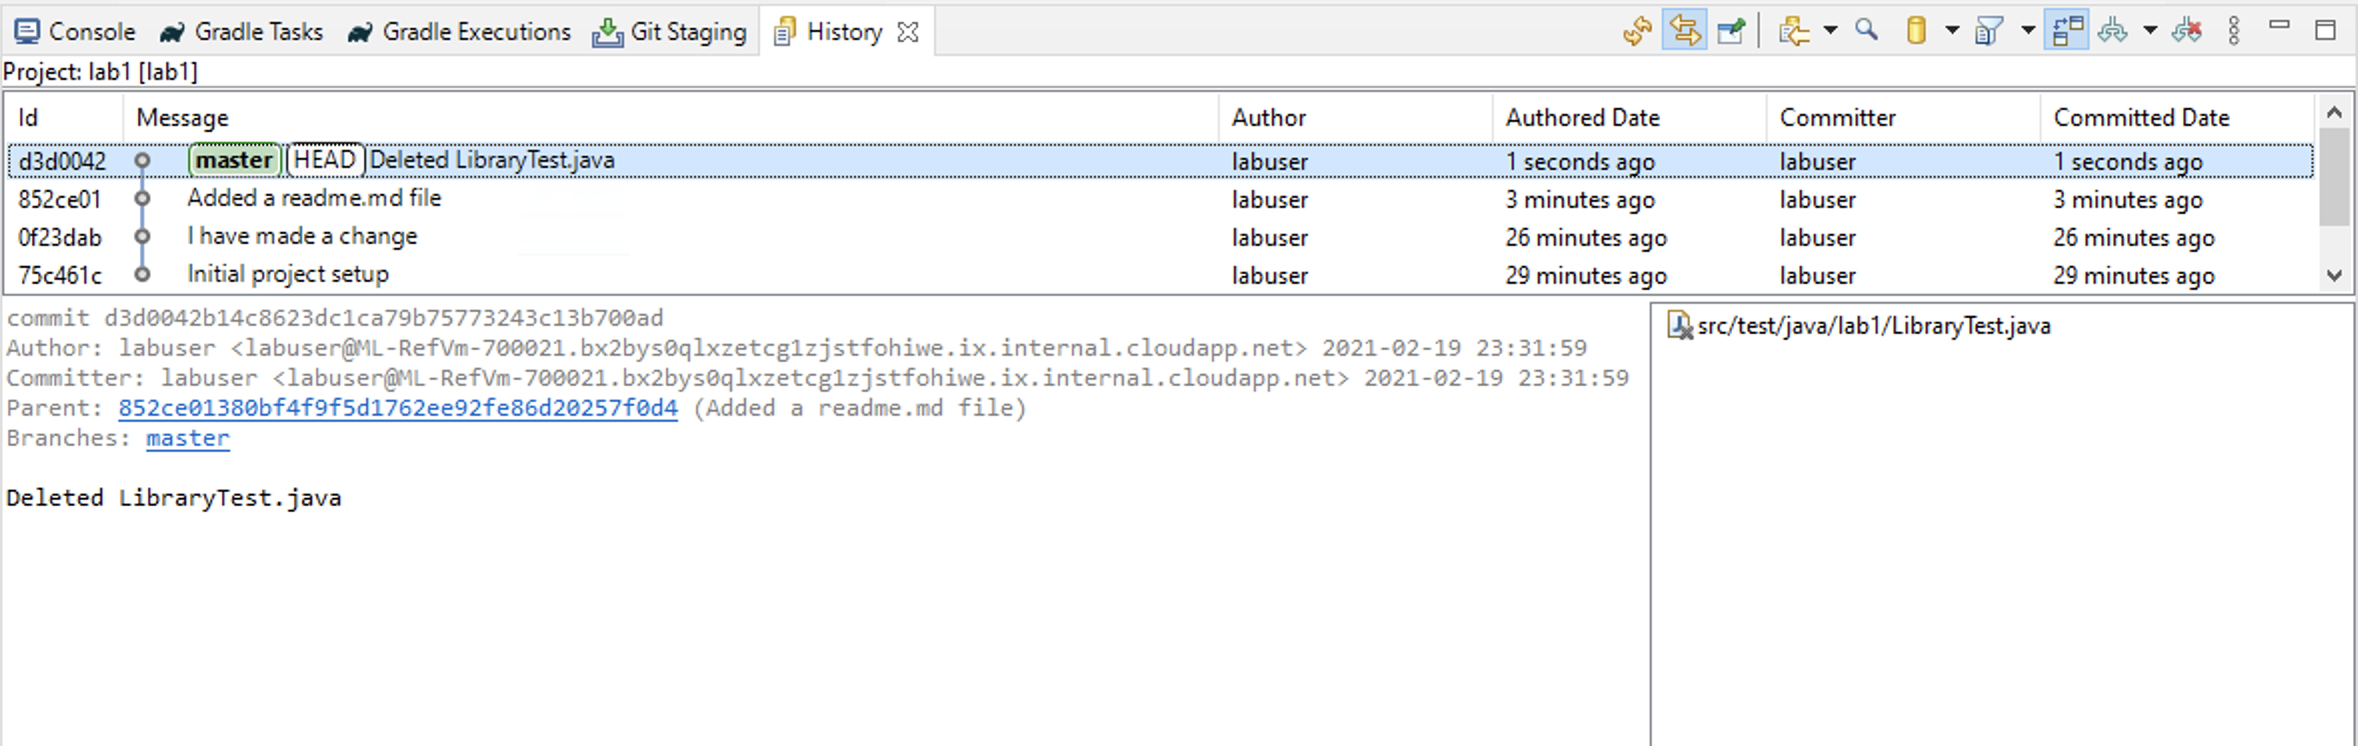 Console Gradle Tasks Gradle Executions Git Staging History
Project: lab1 [lab1]
Id Message Author Authored Date Committer Committed Date
d3d0042 master HEAD Deleted LibraryTest.java labuser 1 seconds ago labuser 1 seconds ago
852ce01 Added a readme.md file labuser 3 minutes ago labuser 3 minutes ago
0f23dab I have made a change labuser 26 minutes ago labuser 26 minutes ago
75c461c Initial project setup labuser 29 minutes ago labuser 29 minutes ago
commit d3d0042b14c8623dc1ca79b75773243c13b700ad
Author: labuser <labuser@ML-RefVm-700021.bx2bys0qlxzetcg1zjstfohiwe.ix.internal.cloudapp.net> 2021-02-19 23:31:59
Committer: labuser <labuser@ML-RefVm-700021.bx2bys0qlxzetcg1zjstfohiwe.ix.internal.cloudapp.net> 2021-02-19 23:31:59
Parent: 852ce01380bf4f9f5d1762ee92fe86d20257f0d4 (Added a readme.md file)
Branches: master
Deleted LibraryTest.java
src/test/java/lab1/LibraryTest.java